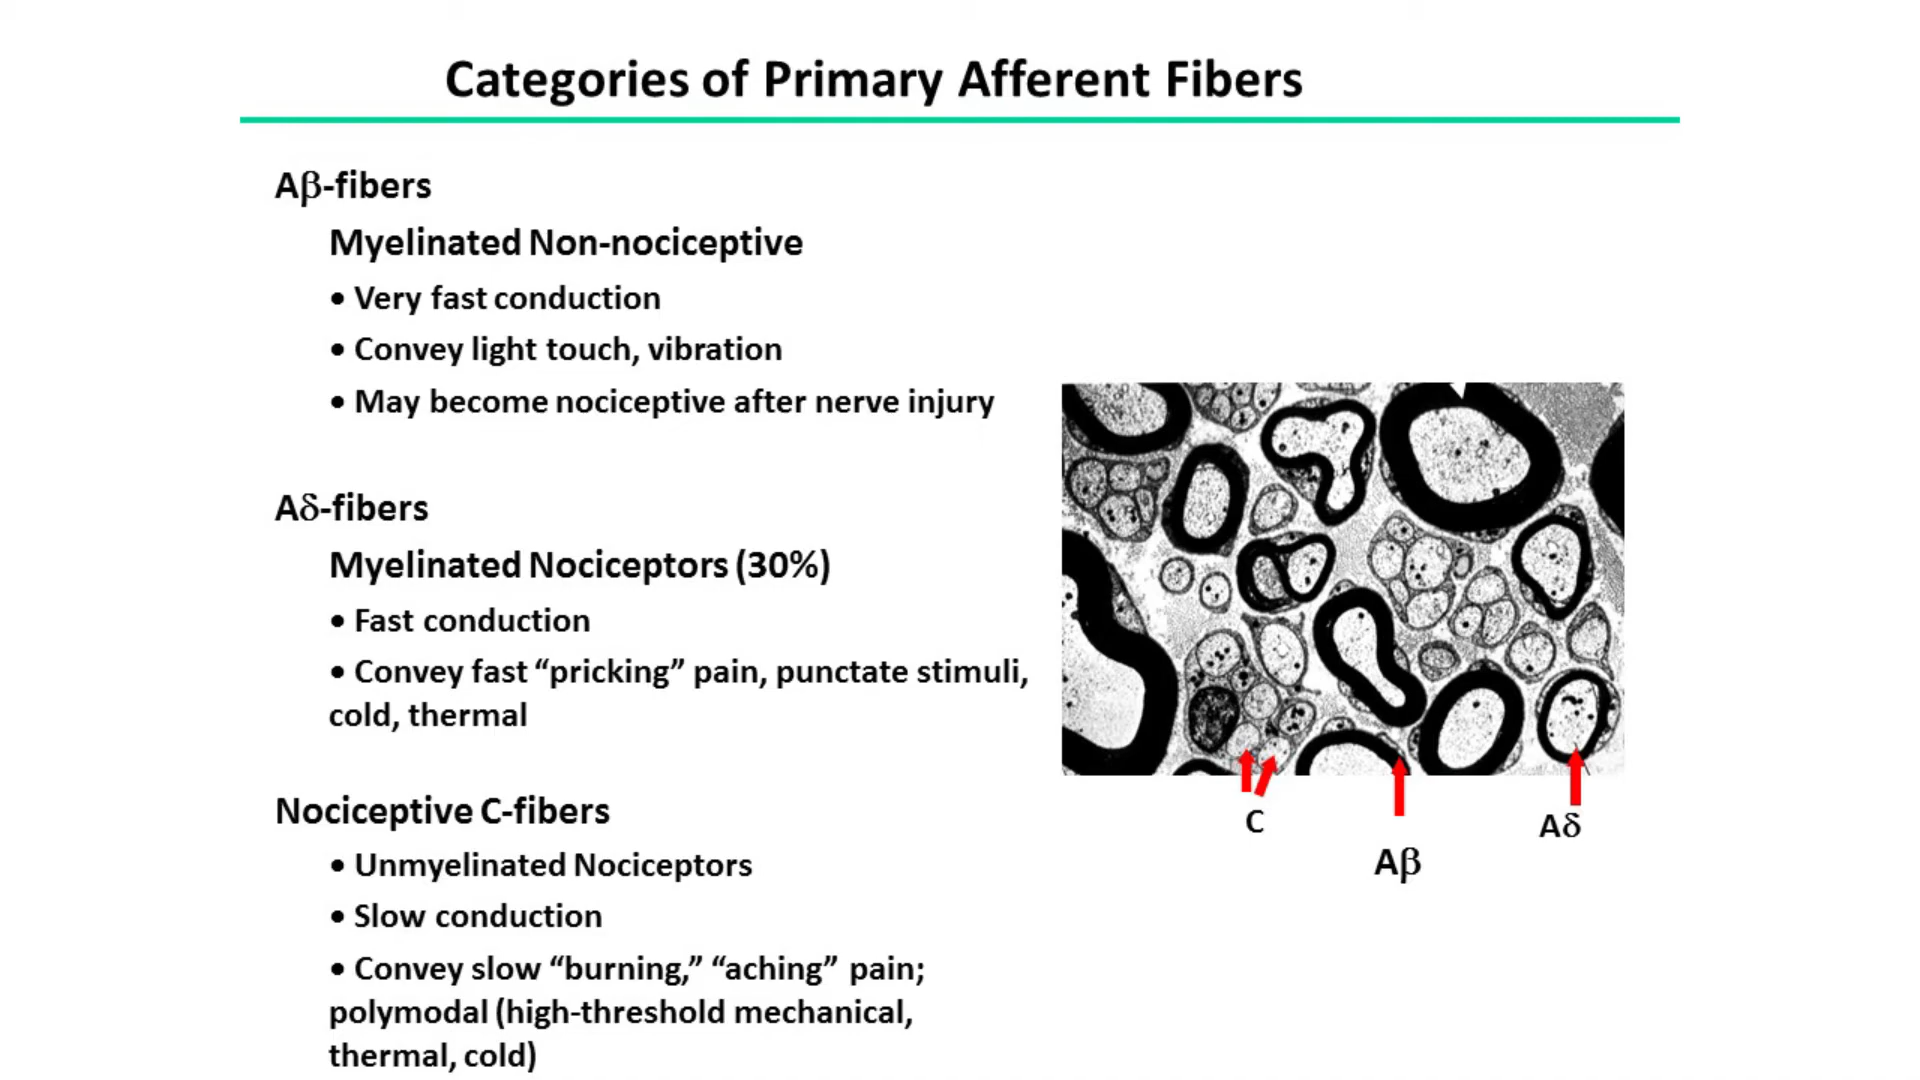 Categories of Primary Afferent Fibers
Aβ-fibers
Myelinated Non-nociceptive
• Very fast conduction
• Convey light touch, vibration
• May become nociceptive after nerve injury
Aδ-fibers
Myelinated Nociceptors (30%)
• Fast conduction
• Convey fast “pricking” pain, punctate stimuli,
cold, thermal
Nociceptive C-fibers
• Unmyelinated Nociceptors
• Slow conduction
• Convey slow “burning,” “aching” pain;
polymodal (high-threshold mechanical,
thermal, cold)
C
Aβ
Aδ